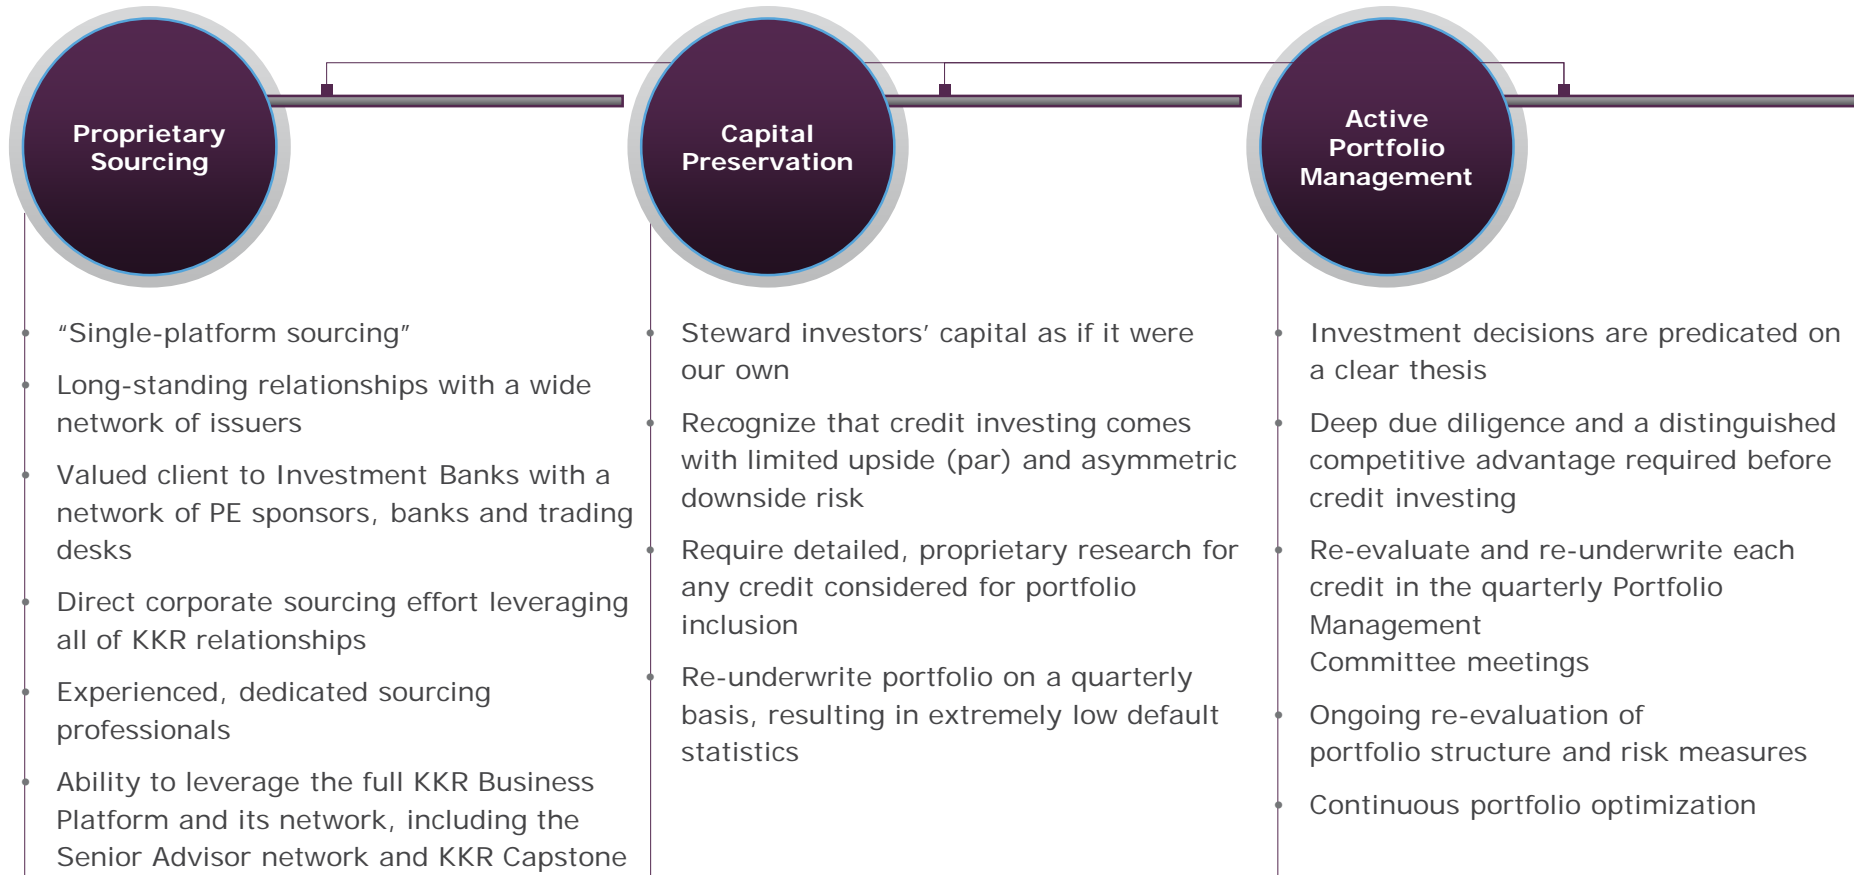 Proprietary
Sourcing
“Single-platform sourcing”
Long-standing relationships with a wide
network of issuers
Valued client to Investment Banks with a
network of PE sponsors, banks and trading
desks
Direct corporate sourcing effort leveraging
all of KKR relationships
Experienced, dedicated sourcing
professionals
Ability to leverage the full KKR Business
Platform and its network, including the
Senior Advisor network and KKR Capstone
Capital
Preservation
Steward investors’ capital as if it were
our own
Recognize that credit investing comes
with limited upside (par) and asymmetric
downside risk
Require detailed, proprietary research for
any credit considered for portfolio
inclusion
Re-underwrite portfolio on a quarterly
basis, resulting in extremely low default
statistics
Active
Portfolio
Management
Investment decisions are predicated on
a clear thesis
Deep due diligence and a distinguished
competitive advantage required before
credit investing
Re-evaluate and re-underwrite each
credit in the quarterly Portfolio
Management
Committee meetings
Ongoing re-evaluation of
portfolio structure and risk measures
Continuous portfolio optimization